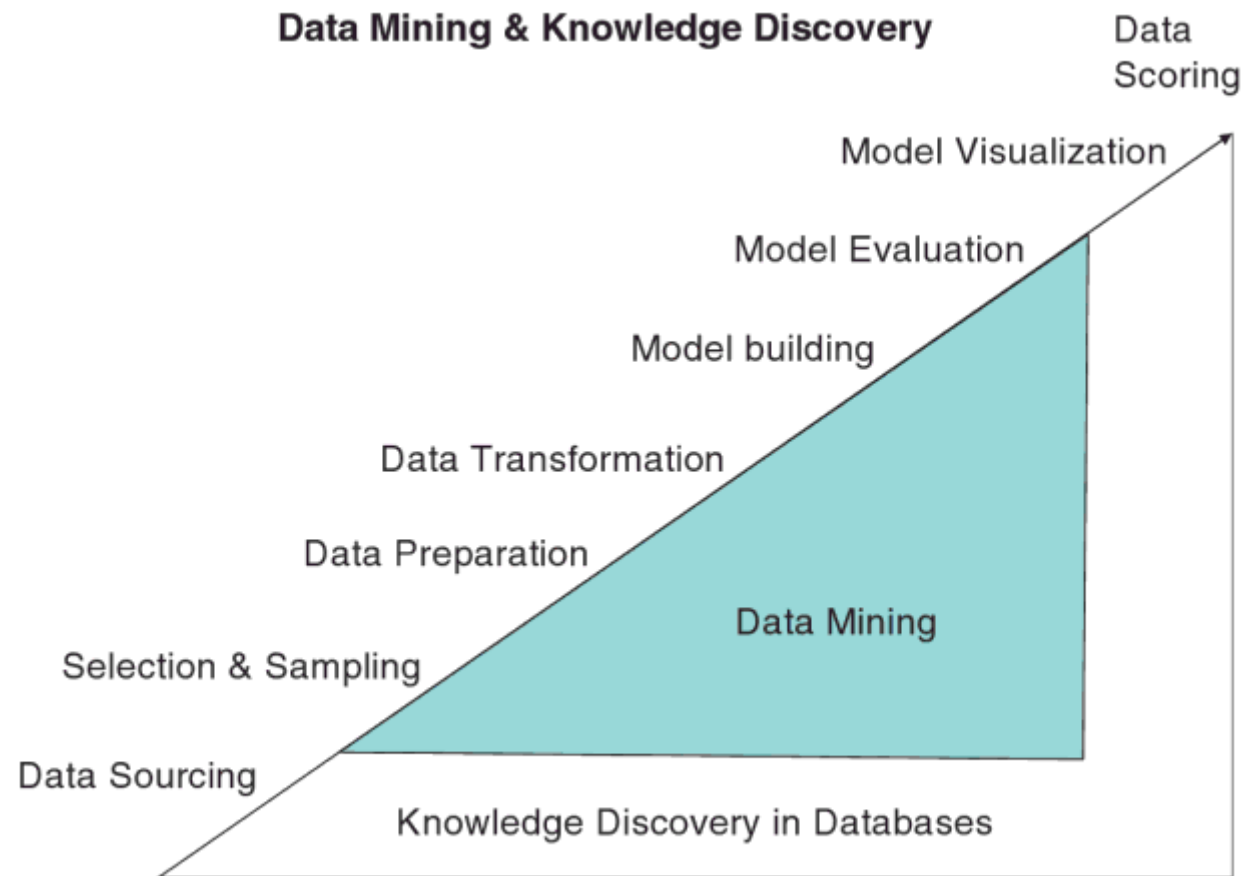 Data Mining & Knowledge Discovery
Data
Scoring
Model Visualization
Model Evaluation
Model building
Data Transformation
Data Preparation
Data Mining
Selection & Sampling
Data Sourcing
Knowledge Discovery in Databases